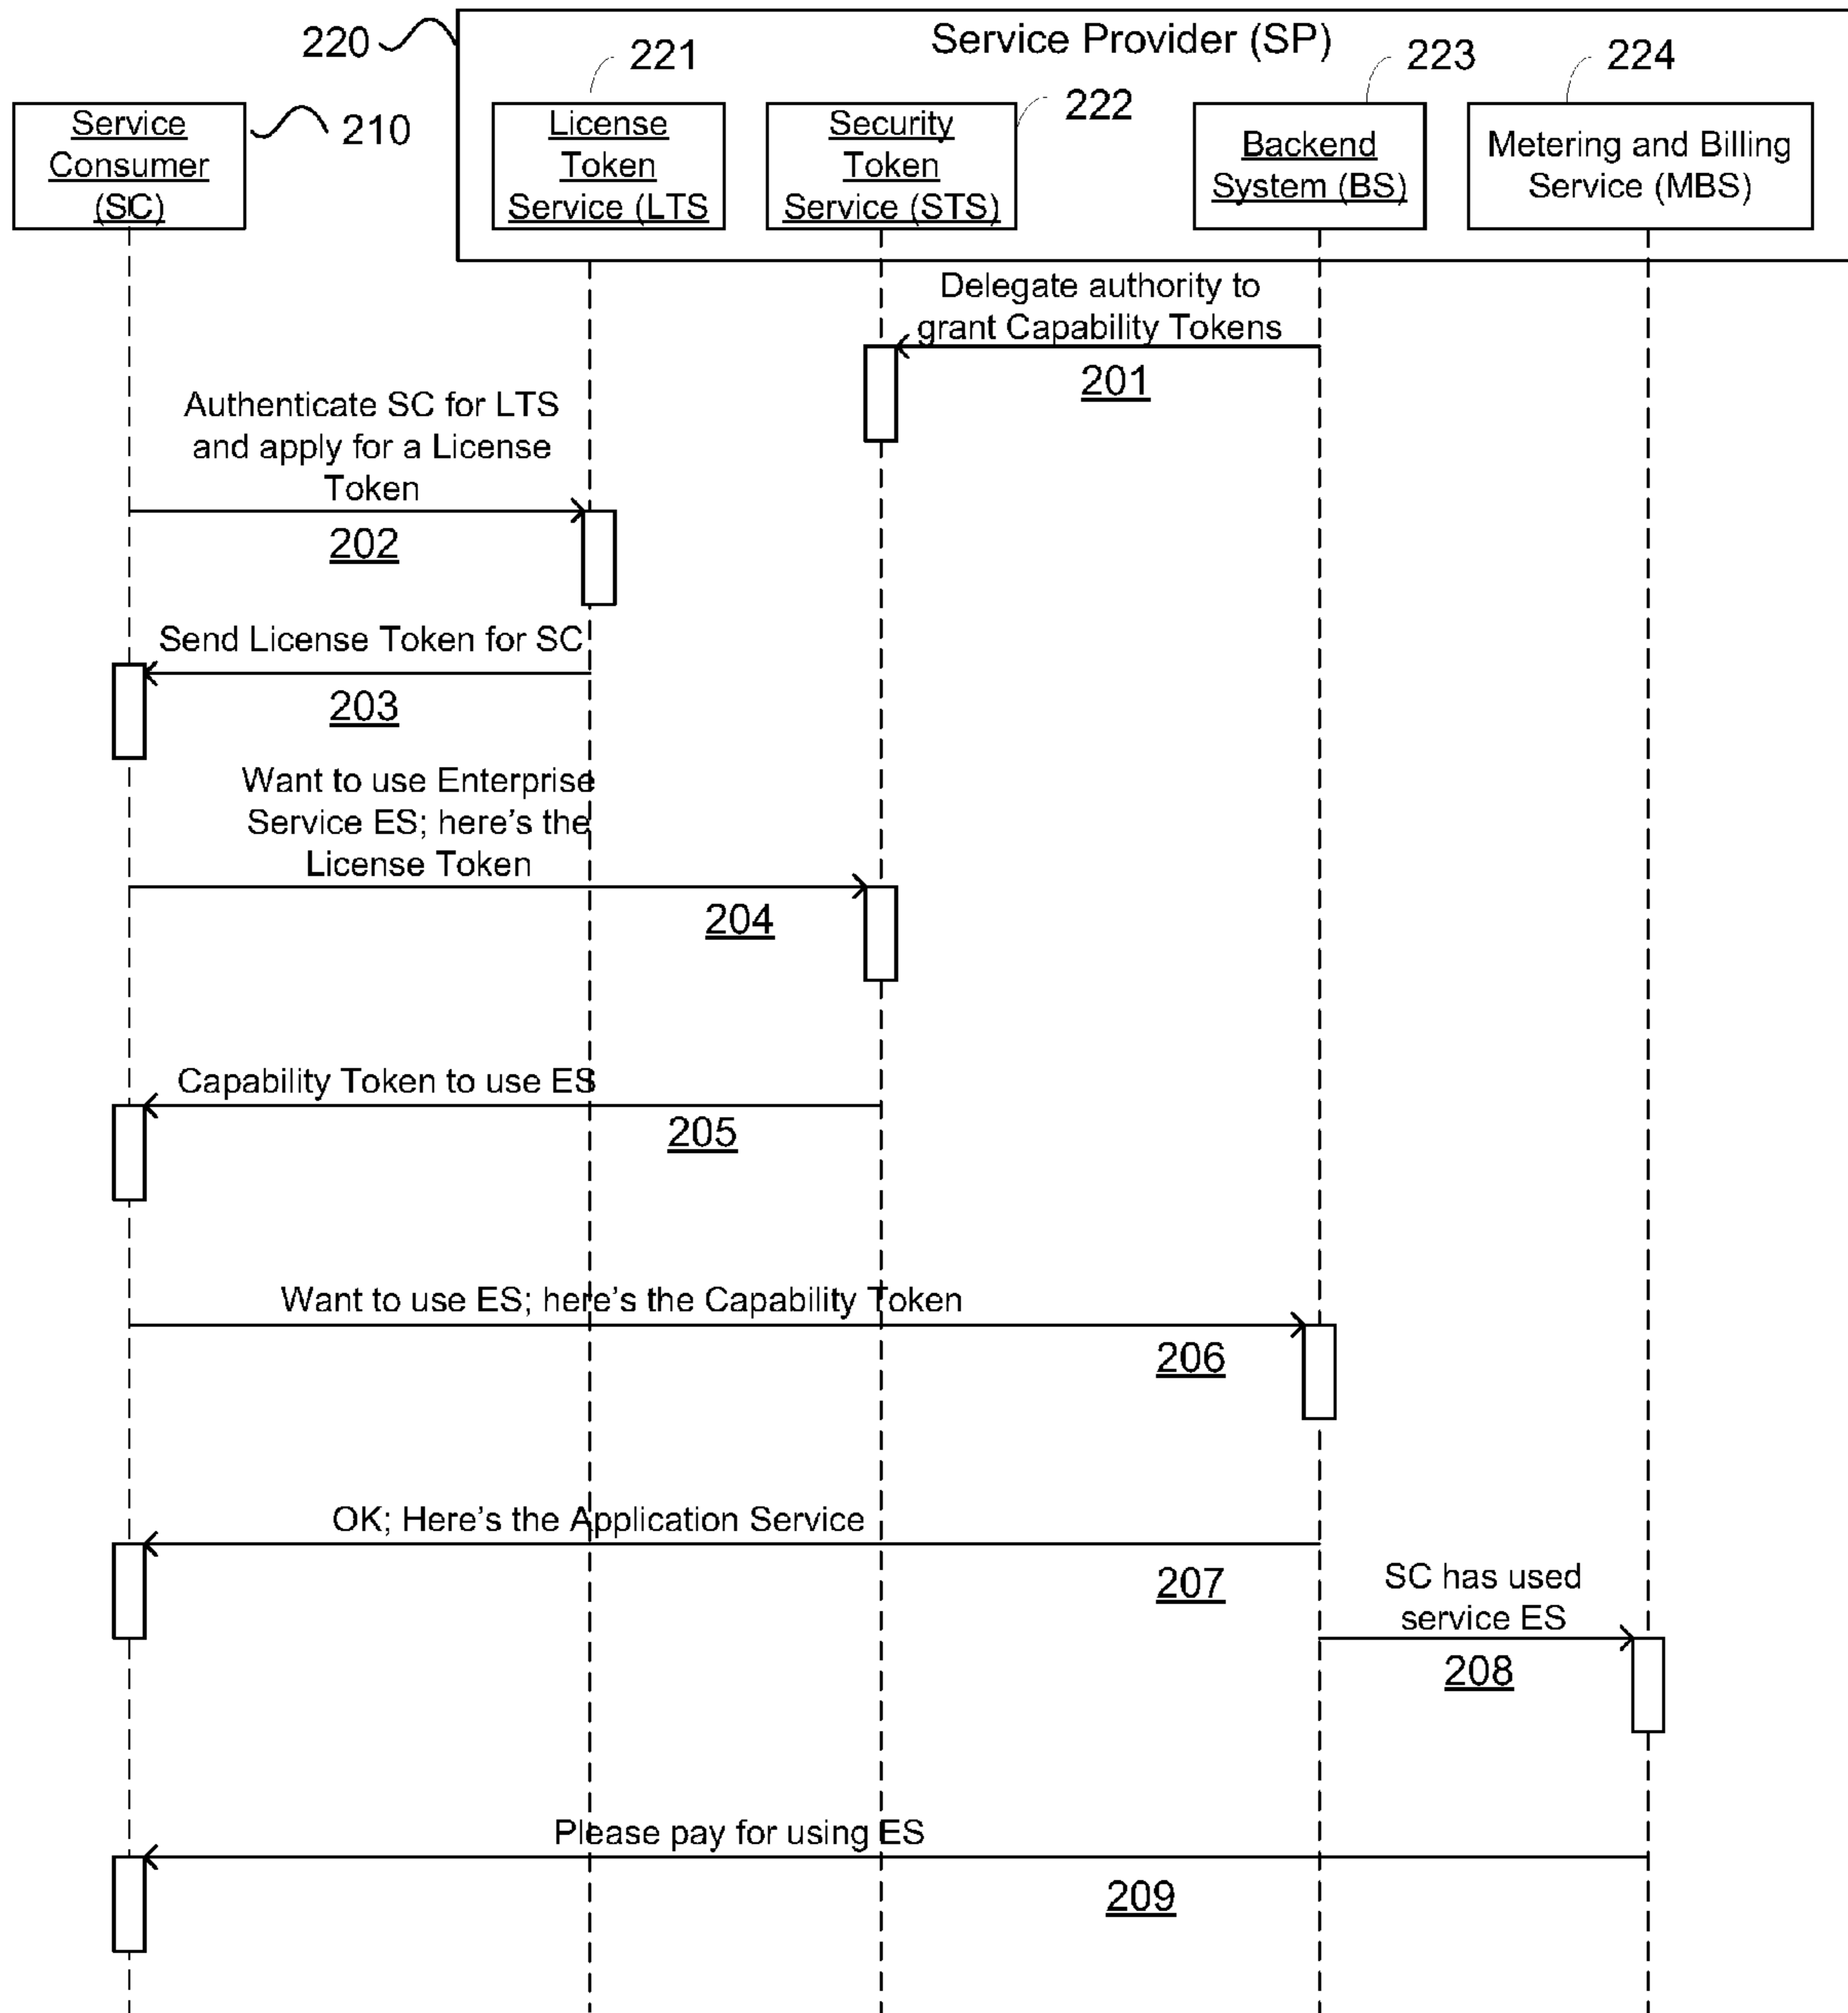 220
Service Provider (SP)
221
222
223
224
210
Service
Consumer
(SC)
License
Token
Service (LTS
Security
Token
Service (STS)
Backend
System (BS)
Metering and Billing
Service (MBS)
Delegate authority to
grant Capability Tokens
201
Authenticate SC for LTS
and apply for a License
Token
202
Send License Token for SC
203
Want to use Enterprise
Service ES; here's the
License Token
204
Capability Token to use ES
205
Want to use ES; here's the Capability Token
206
OK; Here's the Application Service
207
SC has used
service ES
208
Please pay for using ES
209